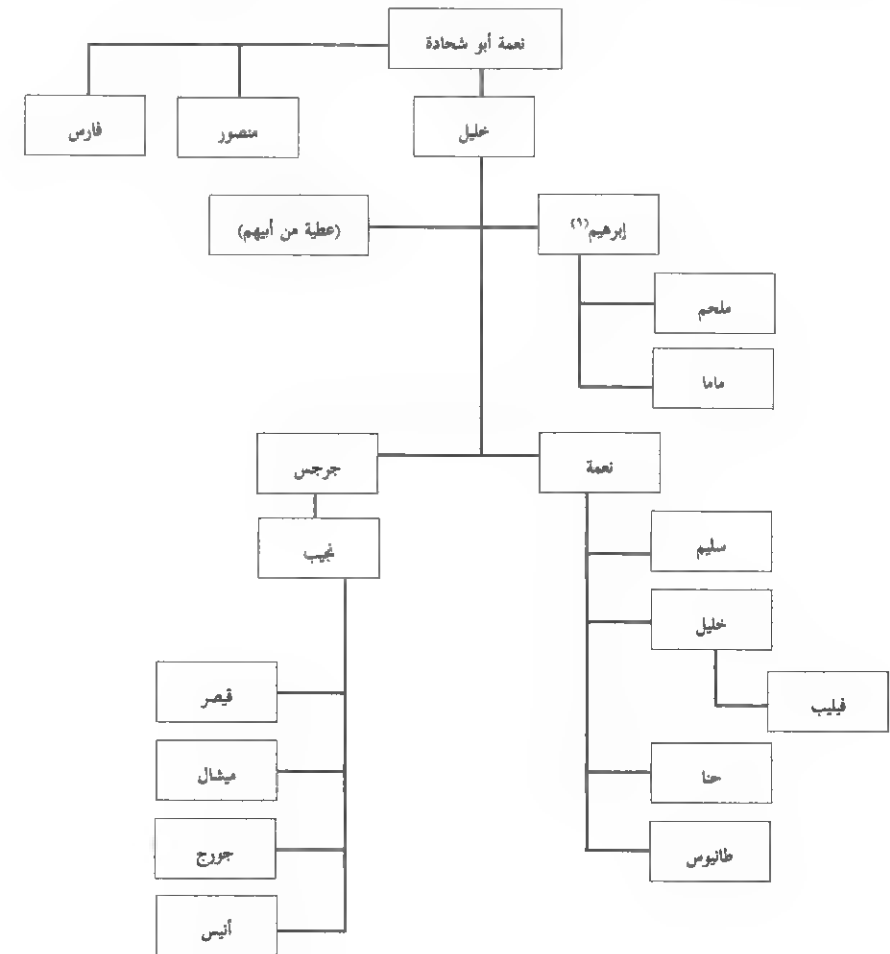 نعمة أبو شحادة
خليل
منصور
فارس
إبرهيم(١)
(عطية من أبيهم)
ملحم
ماما
نعمة
جرجس
نجيب
سليم
خليل
فيليب
حنا
طانيوس
قيصر
ميشال
جورج
أنيس